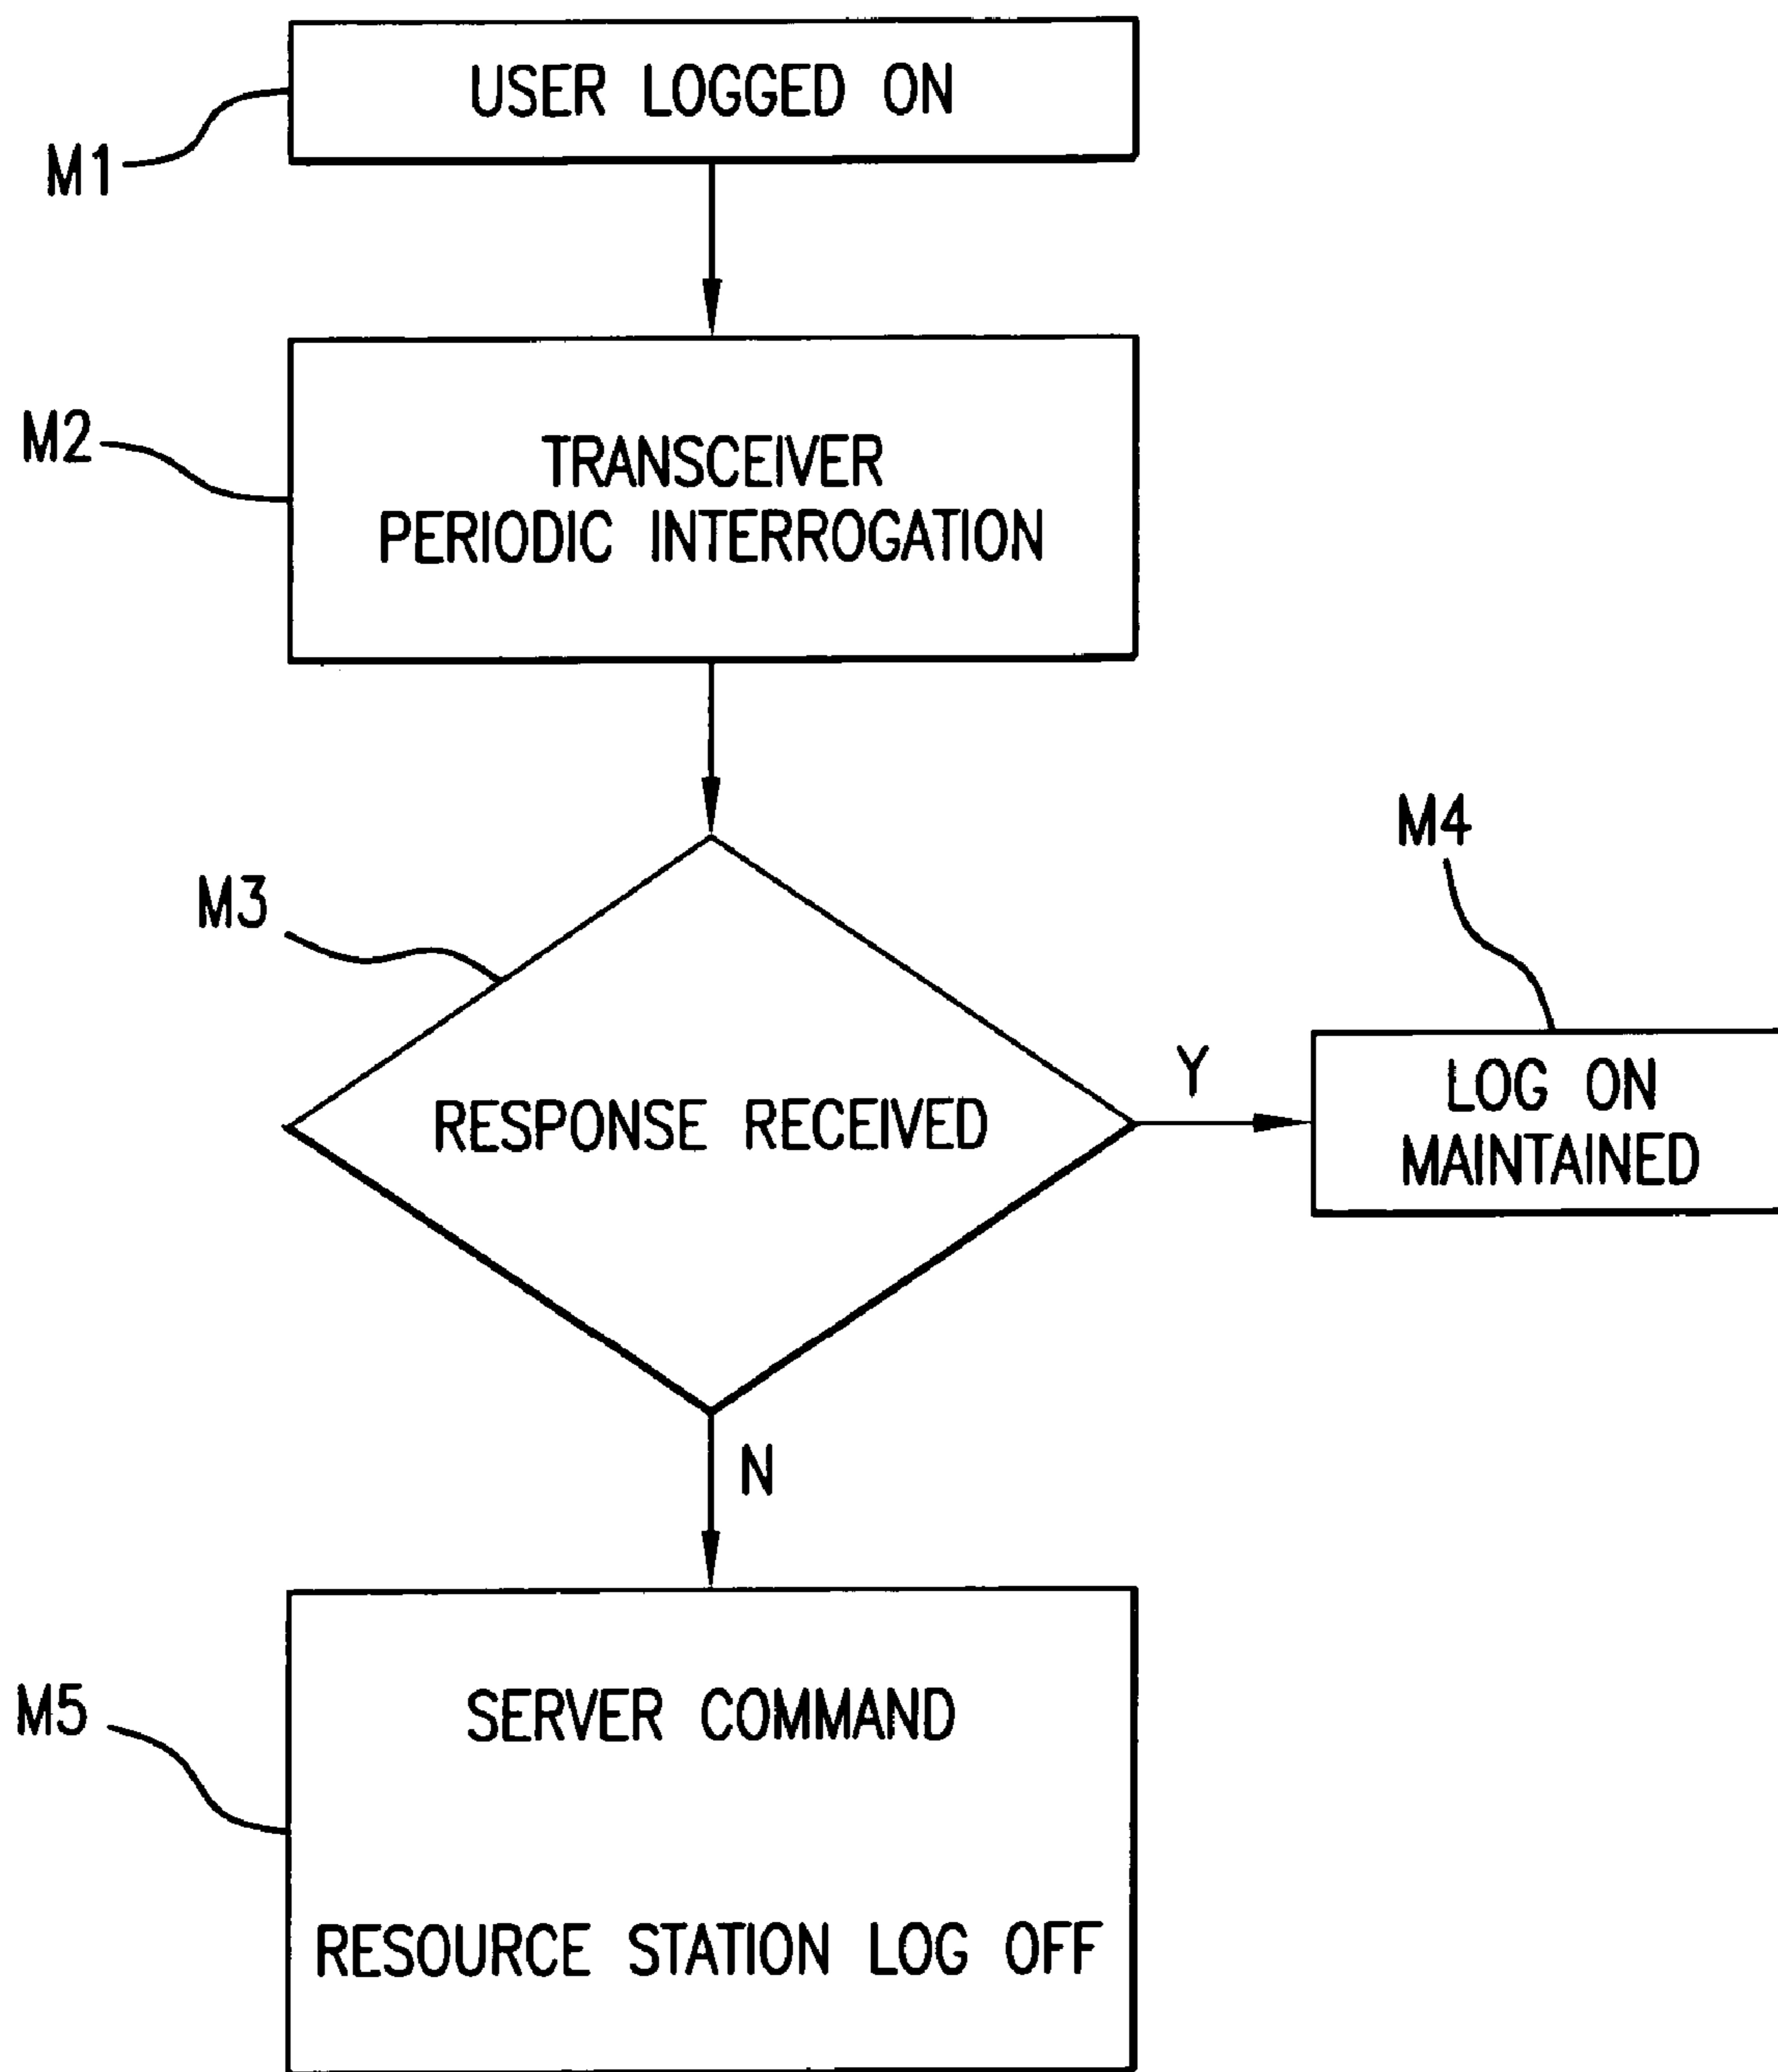 USER LOGGED ON
M1
M2
TRANSCEIVER
PERIODIC INTERROGATION
M3
RESPONSE RECEIVED
Y
M4
LOG ON
MAINTAINED
N
M5
SERVER COMMAND
RESOURCE STATION LOG OFF